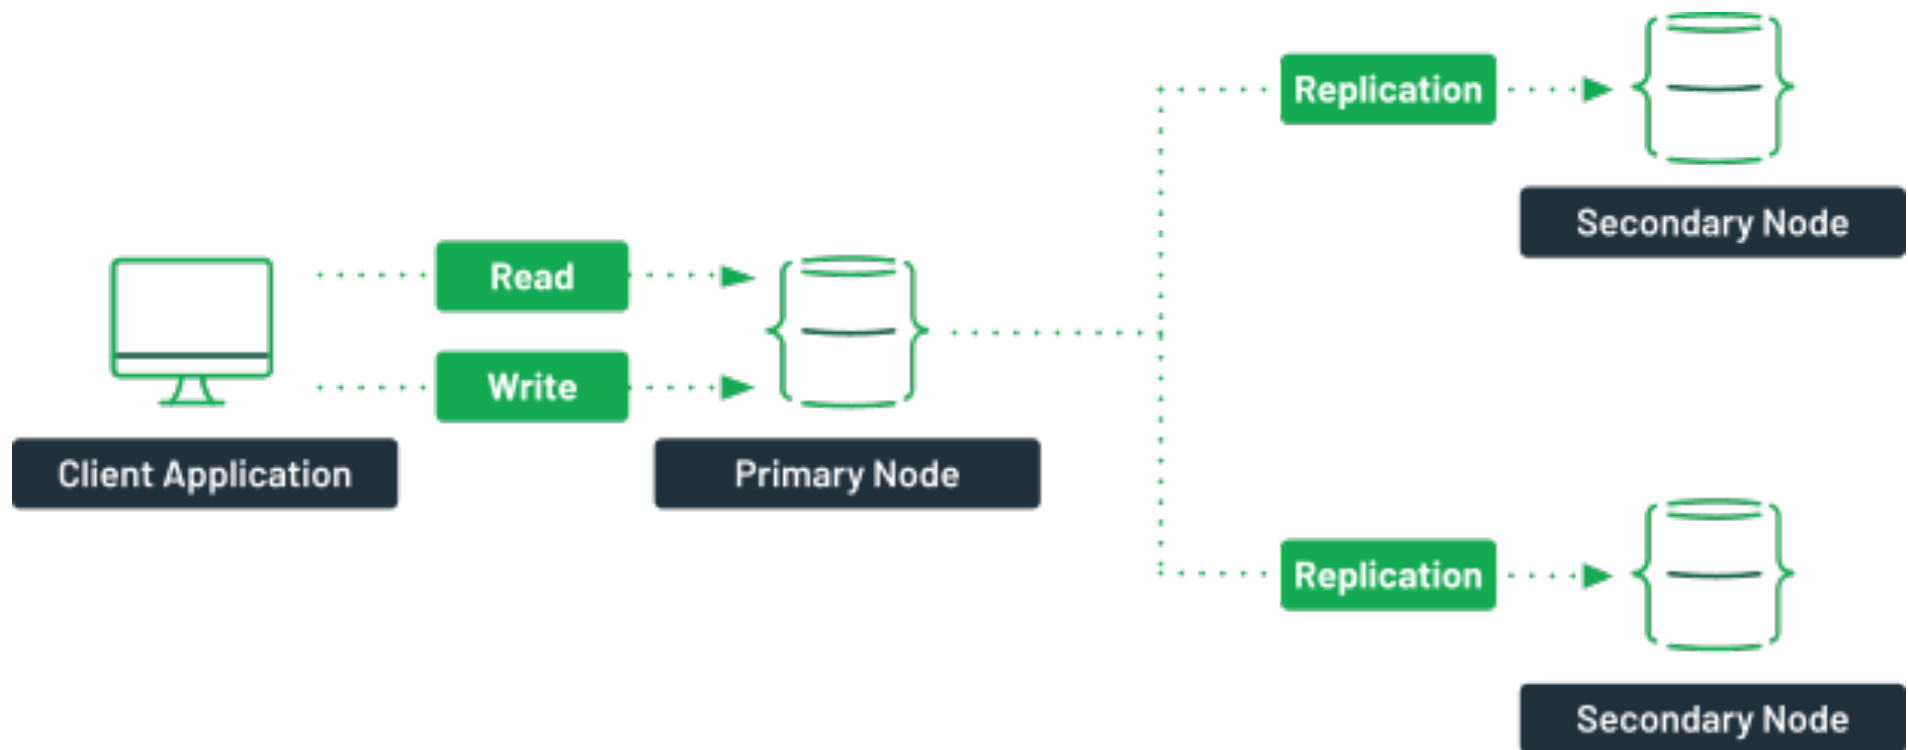 Replication
Secondary Node
Read
Write
Client Application
Primary Node
Replication
Secondary Node